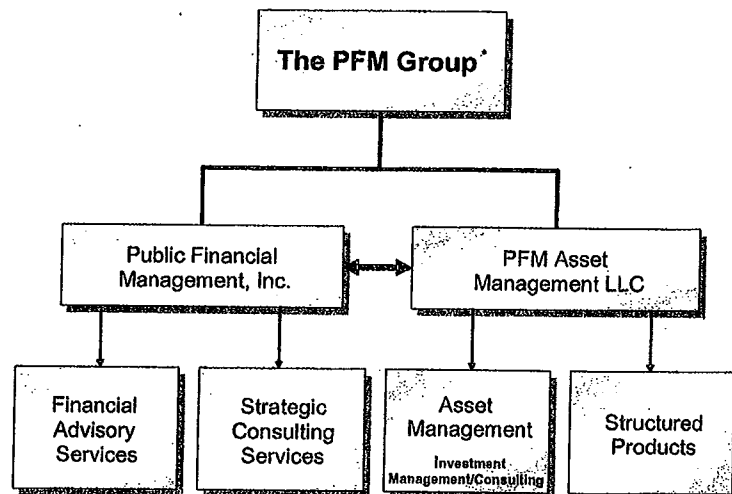 The PFM Group*
Public Financial
Management, Inc.
PFM Asset
Management LLC
Financial
Advisory
Services
Strategic
Consulting
Services
Asset
Management
Investment
Management/Consulting
Structured
Products